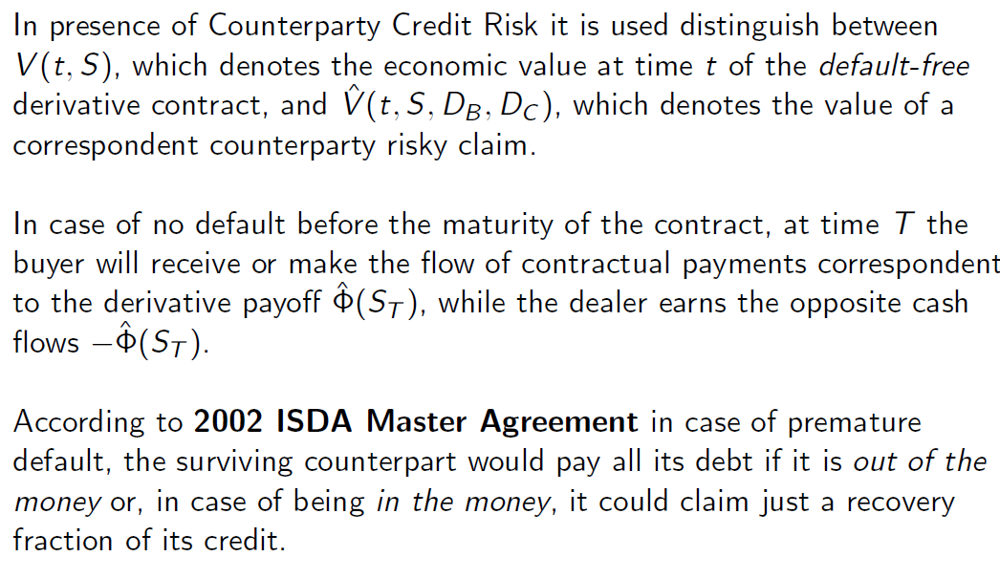 In presence of Counterparty Credit Risk it is used distinguish between
V(t, S), which denotes the economic value at time t of the default-free
derivative contract, and V̂(t, S, D_B, D_C), which denotes the value of a
correspondent counterparty risky claim.
In case of no default before the maturity of the contract, at time T the
buyer will receive or make the flow of contractual payments correspondent
to the derivative payoff Φ̂(S_T), while the dealer earns the opposite cash
flows −Φ̂(S_T).
According to 2002 ISDA Master Agreement in case of premature
default, the surviving counterpart would pay all its debt if it is out of the
money or, in case of being in the money, it could claim just a recovery
fraction of its credit.